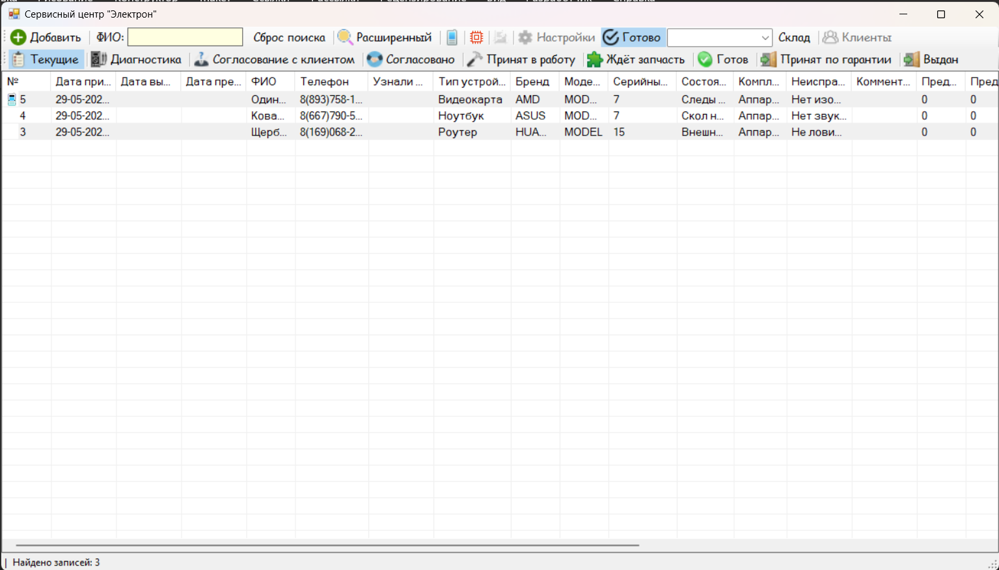 Сервисный центр "Электрон"
Добавить ФИО: Сброс поиска Расширенный Настройки Готово Склад Клиенты
Текущие Диагностика Согласование с клиентом Согласовано Принят в работу Ждёт запчасть Готов Принят по гарантии Выдан
№ Дата при... Дата вы... Дата пре... ФИО Телефон Узнали ... Тип устрой... Бренд Моде... Серийны... Состоя... Компл... Неиспра... Коммент... Пред... Пред
5 29-05-202... Один... 8(893)758-1... Видеокарта AMD MOD... 7 Следы ... Аппар... Нет изо... 0 0
4 29-05-202... Кова... 8(667)790-5... Ноутбук ASUS MOD... 7 Скол н... Аппар... Нет звук... 0 0
3 29-05-202... Щерб... 8(169)068-2... Роутер HUA... MODEL 15 Внешн... Аппар... Не лови... 0 0
| Найдено записей: 3